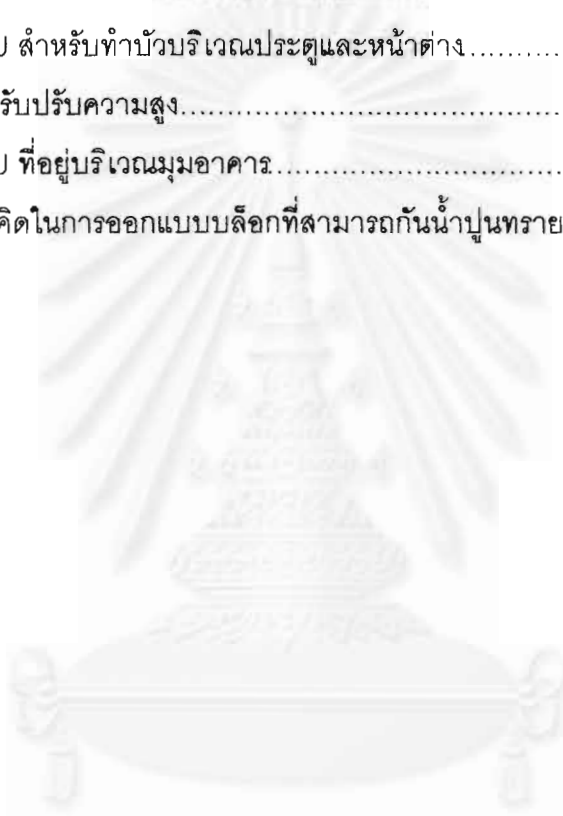 U สำหรับทำบัวบริเวณประตูและหน้าต่าง..........
รับปรับความสูง......................................
U ที่อยู่บริเวณมุมอาคาร.............................
คิดในการออกแบบบล็อกที่สามารถกันน้ำปูนทราย